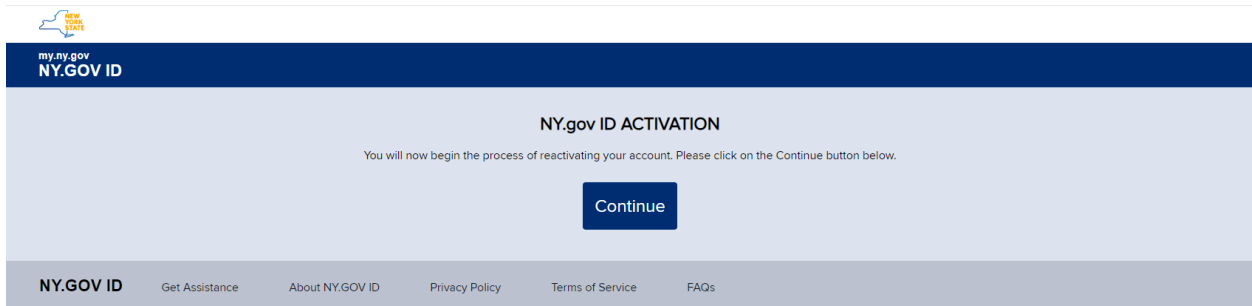 NEW
YORK
STATE
my.ny.gov
NY.GOV ID
NY.gov ID ACTIVATION
You will now begin the process of reactivating your account. Please click on the Continue button below.
Continue
NY.GOV ID Get Assistance About NY.GOV ID Privacy Policy Terms of Service FAQs